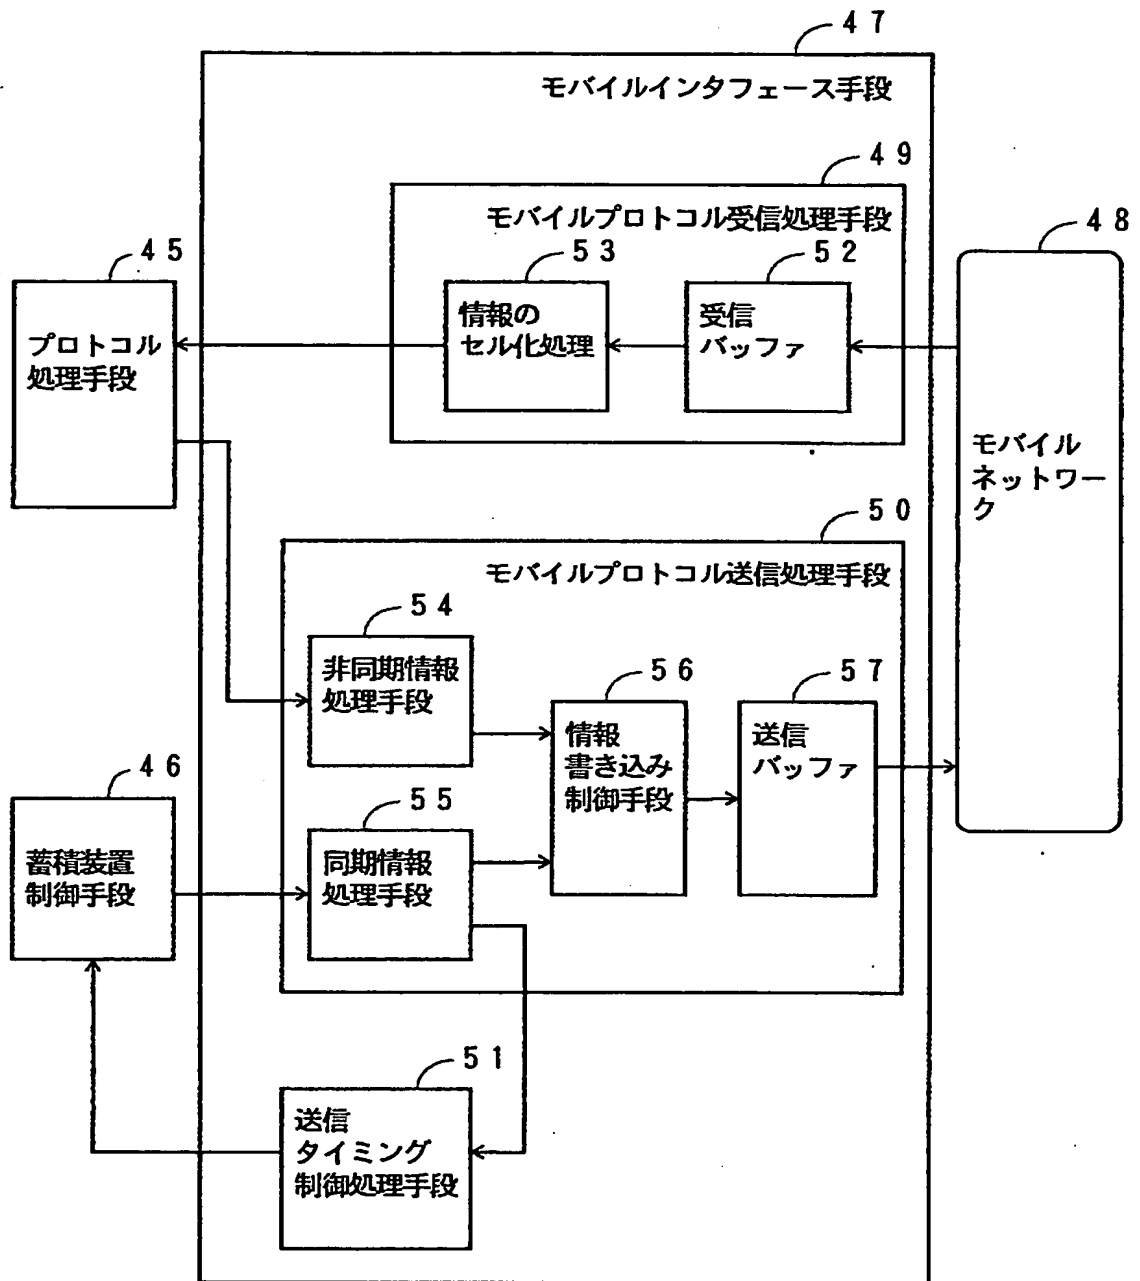 47
モバイルインタフェース手段
49
モバイルプロトコル受信処理手段
48
45
53
52
プロトコル
処理手段
情報の
セル化処理
受信
バッファ
モバイル
ネットワー
ク
50
モバイルプロトコル送信処理手段
54
非同期情報
処理手段
56
57
情報
書き込み
制御手段
送信
バッファ
46
55
蓄積装置
制御手段
同期情報
処理手段
51
送信
タイミング
制御処理手段